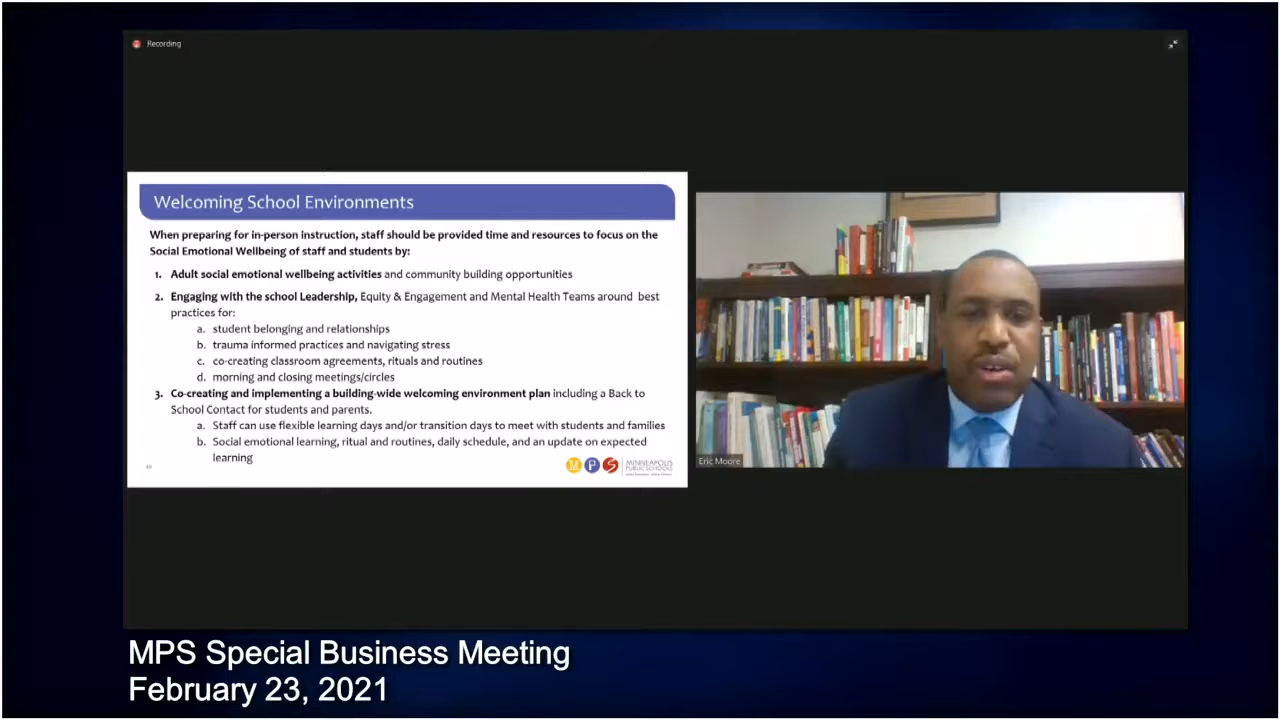 Recording
Welcoming School Environments
When preparing for in-person instruction, staff should be provided time and resources to focus on the
Social Emotional Wellbeing of staff and students by:
1. Adult social emotional wellbeing activities and community building opportunities
2. Engaging with the school Leadership, Equity & Engagement and Mental Health Teams around best
practices for:
a. student belonging and relationships
b. trauma informed practices and navigating stress
c. co-creating classroom agreements, rituals and routines
d. morning and closing meetings/circles
3. Co-creating and implementing a building-wide welcoming environment plan including a Back to
School Contact for students and parents.
a. Staff can use flexible learning days and/or transition days to meet with students and families
b. Social emotional learning, ritual and routines, daily schedule, and an update on expected
learning
M P S
MINNEAPOLIS
PUBLIC SCHOOLS
Eric Moore
MPS Special Business Meeting
February 23, 2021